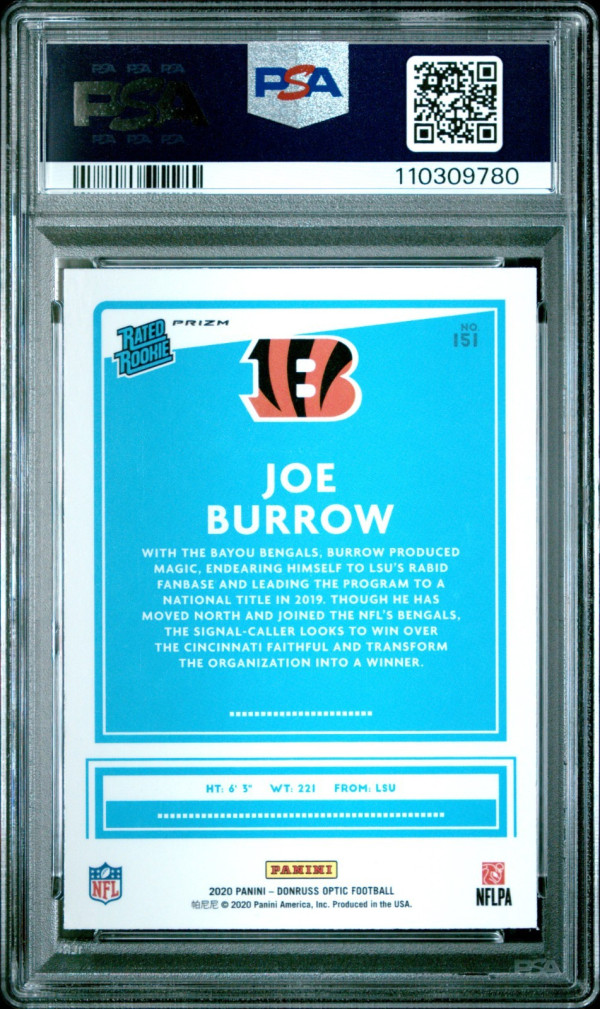 PSA PSA PSA
PSA
PSA PSA PSA
PSA
110309780
RATED
ROOKIE
PRIZM
NO.
151
B
JOE
BURROW
WITH THE BAYOU BENGALS, BURROW PRODUCED
MAGIC, ENDEARING HIMSELF TO LSU'S RABID
FANBASE AND LEADING THE PROGRAM TO A
NATIONAL TITLE IN 2019. THOUGH HE HAS
MOVED NORTH AND JOINED THE NFL'S BENGALS,
THE SIGNAL-CALLER LOOKS TO WIN OVER
THE CINCINNATI FAITHFUL AND TRANSFORM
THE ORGANIZATION INTO A WINNER.
HT: 6' 3" WT: 221 FROM: LSU
NFL
PANINI
NFLPA
2020 PANINI – DONRUSS OPTIC FOOTBALL
帕尼尼 © 2020 Panini America, Inc. Produced in the USA.
PSA